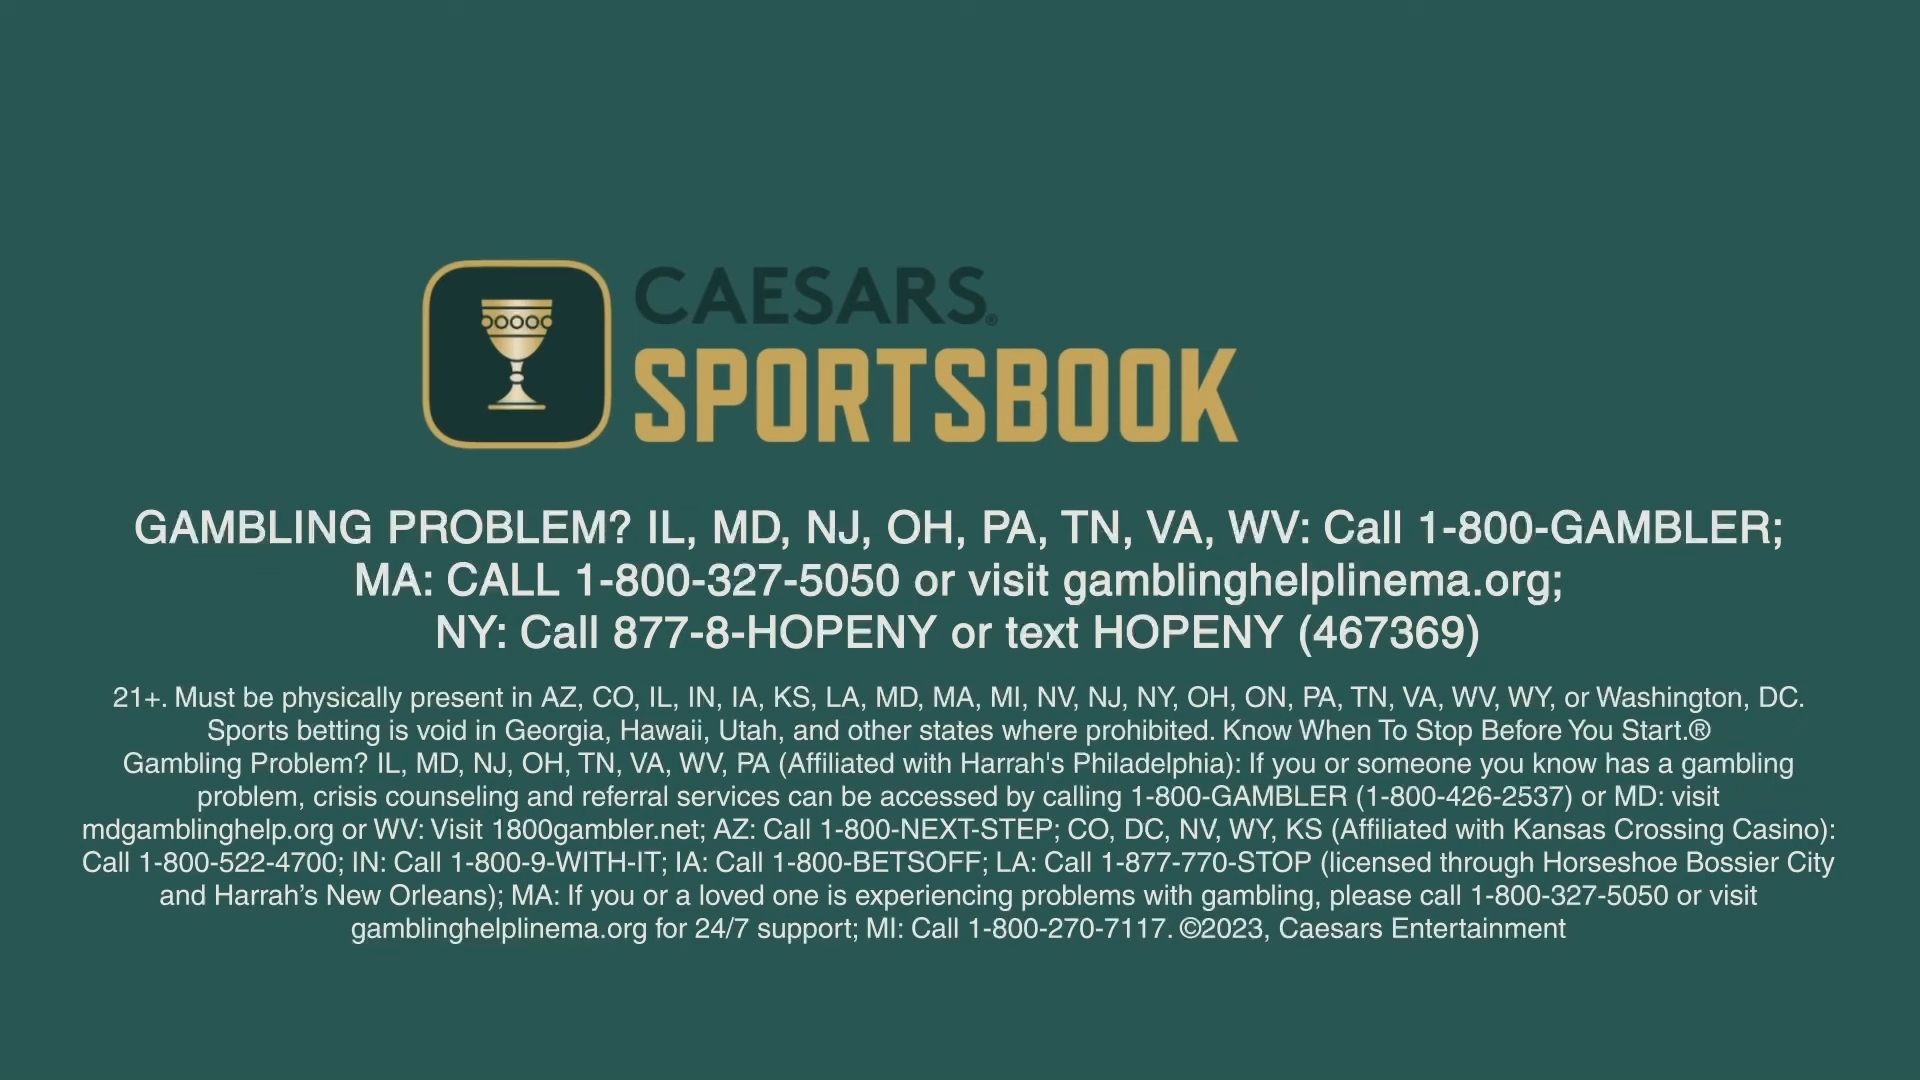 CAESARS®
SPORTSBOOK
GAMBLING PROBLEM? IL, MD, NJ, OH, PA, TN, VA, WV: Call 1-800-GAMBLER;
MA: CALL 1-800-327-5050 or visit gamblinghelplinema.org;
NY: Call 877-8-HOPENY or text HOPENY (467369)
21+. Must be physically present in AZ, CO, IL, IN, IA, KS, LA, MD, MA, MI, NV, NJ, NY, OH, ON, PA, TN, VA, WV, WY, or Washington, DC.
Sports betting is void in Georgia, Hawaii, Utah, and other states where prohibited. Know When To Stop Before You Start.®
Gambling Problem? IL, MD, NJ, OH, TN, VA, WV, PA (Affiliated with Harrah's Philadelphia): If you or someone you know has a gambling
problem, crisis counseling and referral services can be accessed by calling 1-800-GAMBLER (1-800-426-2537) or MD: visit
mdgamblinghelp.org or WV: Visit 1800gambler.net; AZ: Call 1-800-NEXT-STEP; CO, DC, NV, WY, KS (Affiliated with Kansas Crossing Casino):
Call 1-800-522-4700; IN: Call 1-800-9-WITH-IT; IA: Call 1-800-BETSOFF; LA: Call 1-877-770-STOP (licensed through Horseshoe Bossier City
and Harrah’s New Orleans); MA: If you or a loved one is experiencing problems with gambling, please call 1-800-327-5050 or visit
gamblinghelplinema.org for 24/7 support; MI: Call 1-800-270-7117. ©2023, Caesars Entertainment